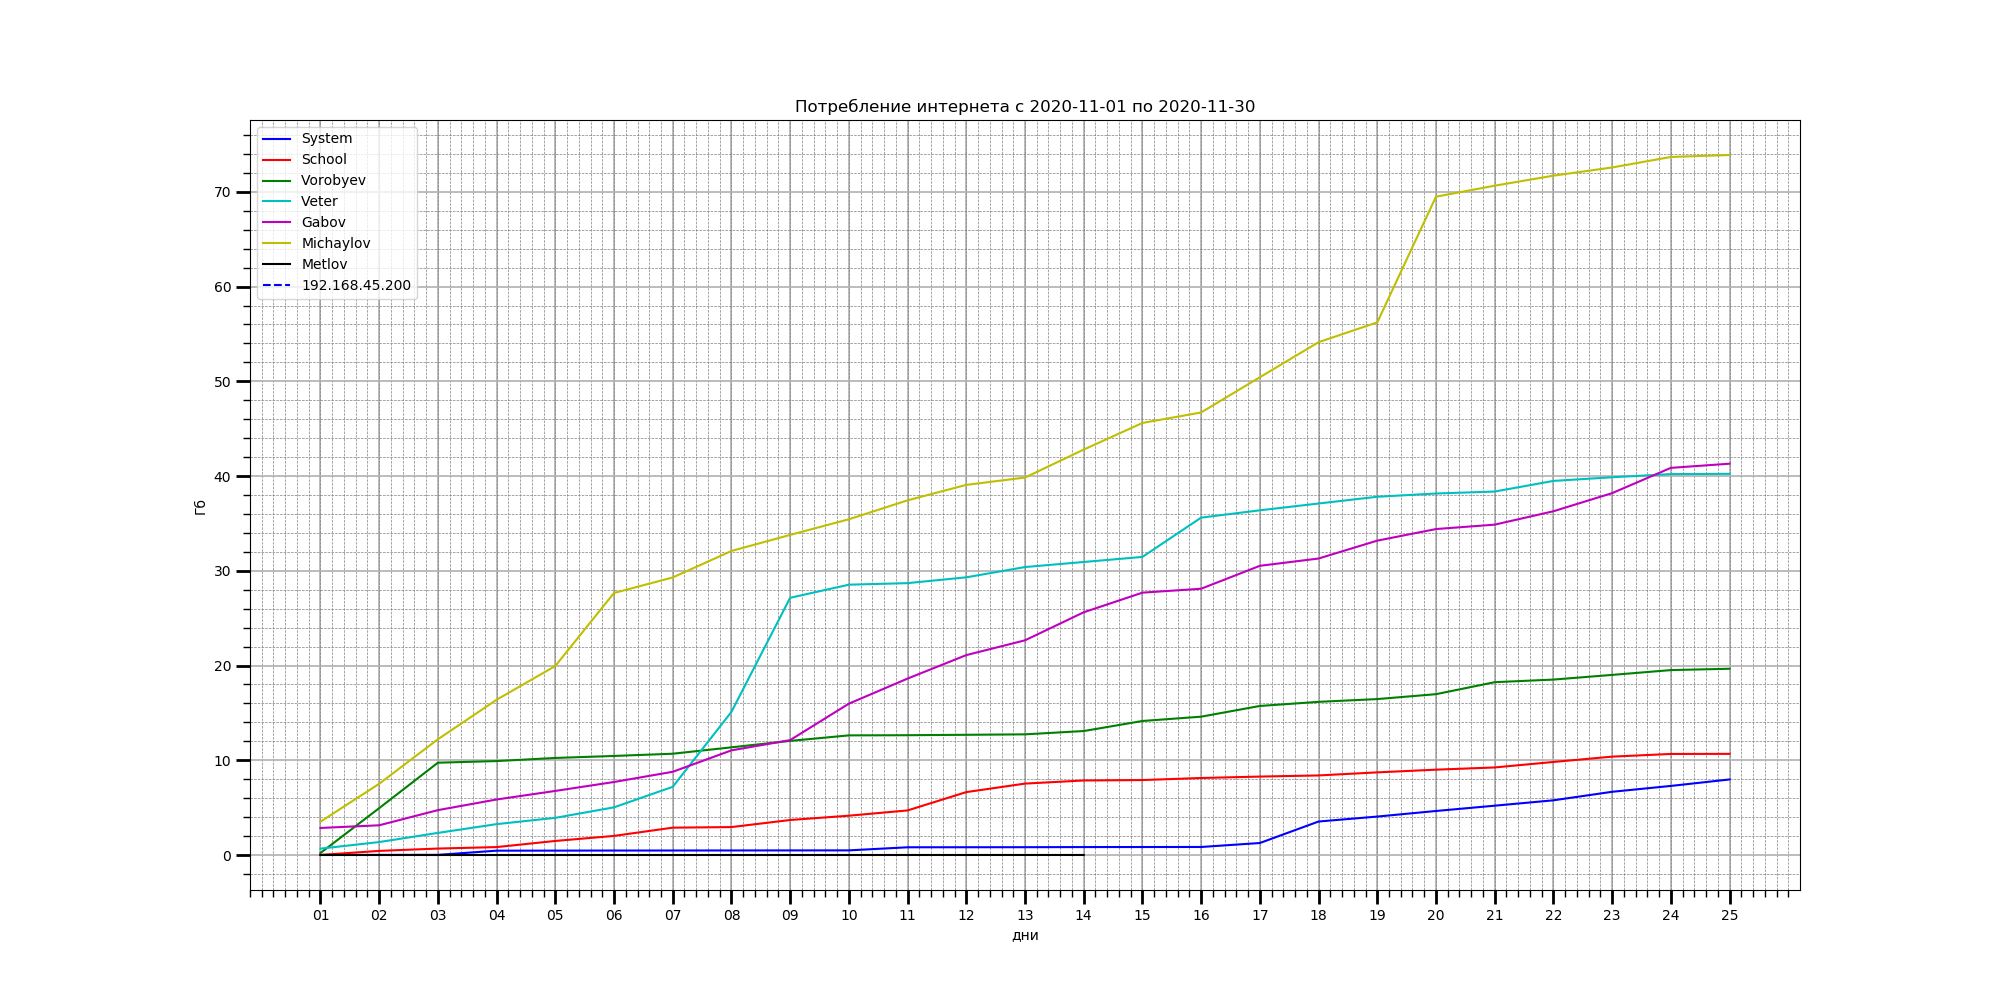 Потребление интернета с 2020-11-01 по 2020-11-30
System
School
Vorobyev
Veter
Gabov
Michaylov
Metlov
192.168.45.200
70
60
50
40
30
20
10
0
Гб
01 02 03 04 05 06 07 08 09 10 11 12 13 14 15 16 17 18 19 20 21 22 23 24 25
дни